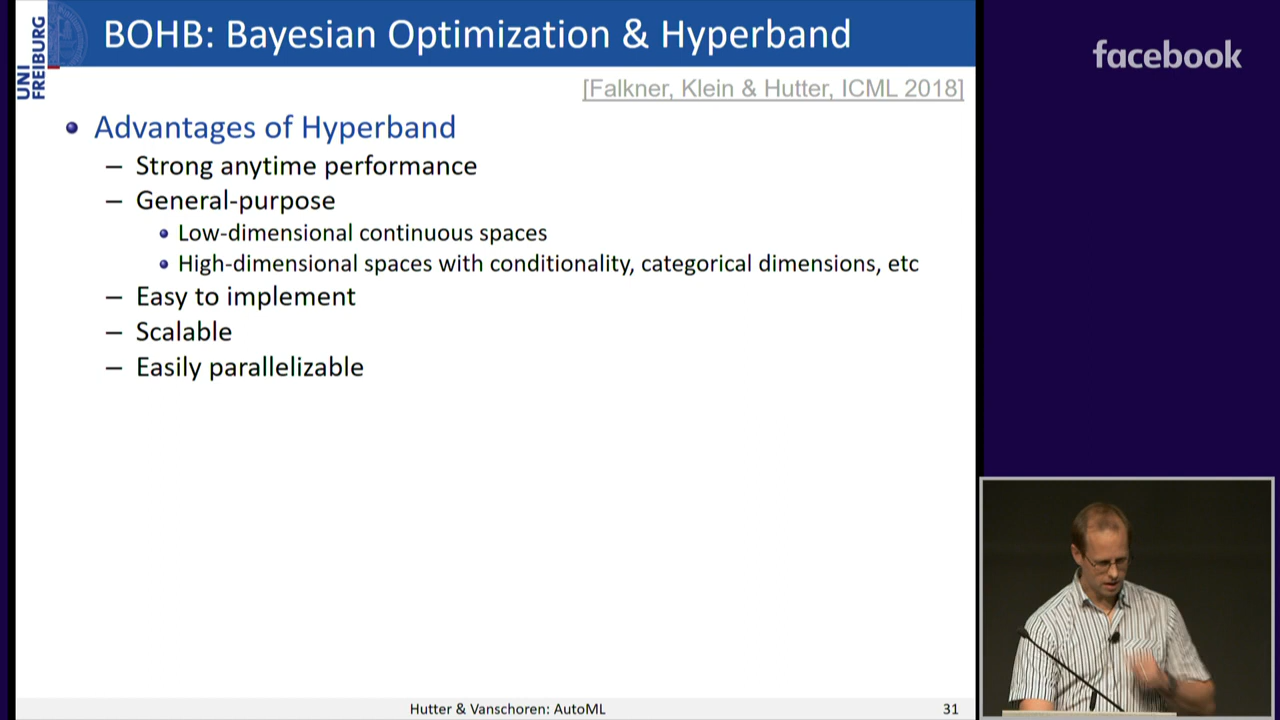 UNI
FREIBURG
BOHB: Bayesian Optimization & Hyperband
facebook
[Falkner, Klein & Hutter, ICML 2018]
• Advantages of Hyperband
– Strong anytime performance
– General-purpose
• Low-dimensional continuous spaces
• High-dimensional spaces with conditionality, categorical dimensions, etc
– Easy to implement
– Scalable
– Easily parallelizable
Hutter & Vanschoren: AutoML
31